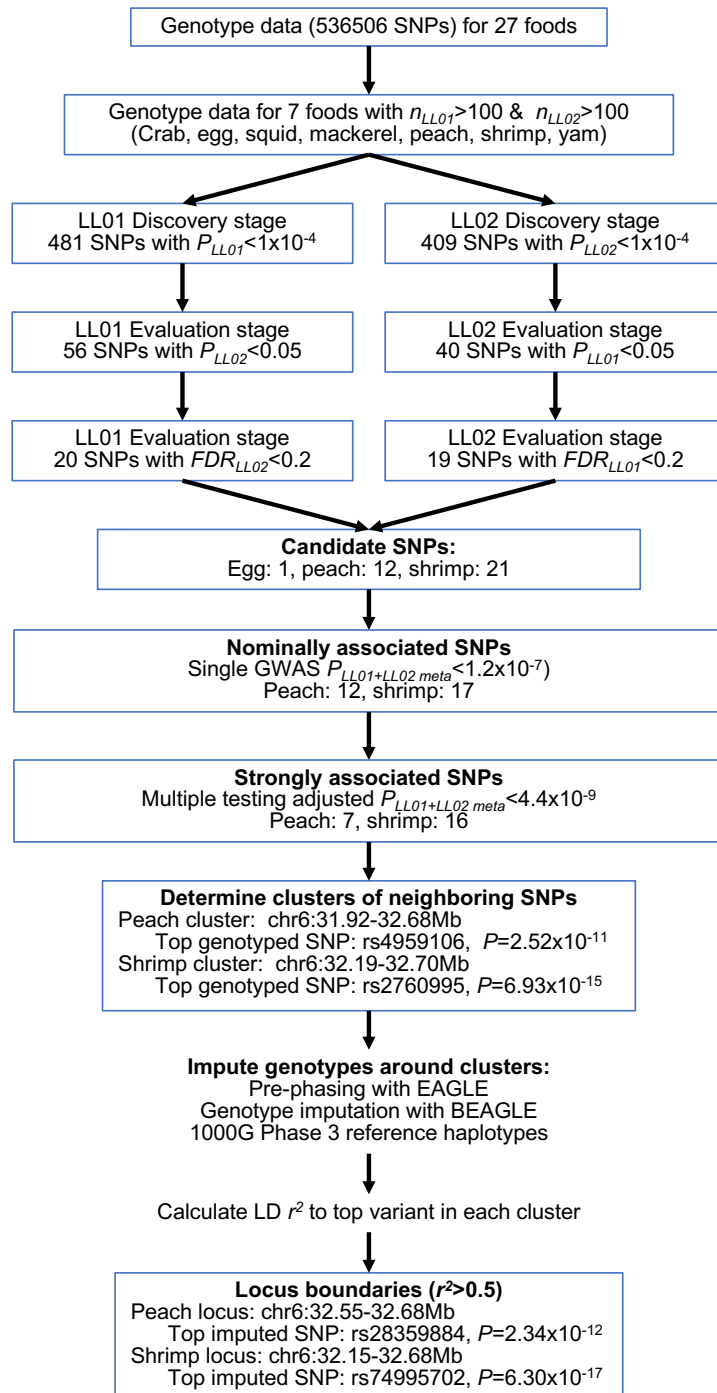 Genotype data (536506 SNPs) for 27 foods
Genotype data for 7 foods with n_LL01>100 & n_LL02>100
(Crab, egg, squid, mackerel, peach, shrimp, yam)
LL01 Discovery stage
481 SNPs with P_LL01<1x10^-4
LL02 Discovery stage
409 SNPs with P_LL02<1x10^-4
LL01 Evaluation stage
56 SNPs with P_LL02<0.05
LL02 Evaluation stage
40 SNPs with P_LL01<0.05
LL01 Evaluation stage
20 SNPs with FDR_LL02<0.2
LL02 Evaluation stage
19 SNPs with FDR_LL01<0.2
Candidate SNPs:
Egg: 1, peach: 12, shrimp: 21
Nominally associated SNPs
Single GWAS P_LL01+LL02 meta<1.2x10^-7)
Peach: 12, shrimp: 17
Strongly associated SNPs
Multiple testing adjusted P_LL01+LL02 meta<4.4x10^-9
Peach: 7, shrimp: 16
Determine clusters of neighboring SNPs
Peach cluster: chr6:31.92-32.68Mb
Top genotyped SNP: rs4959106, P=2.52x10^-11
Shrimp cluster: chr6:32.19-32.70Mb
Top genotyped SNP: rs2760995, P=6.93x10^-15
Impute genotypes around clusters:
Pre-phasing with EAGLE
Genotype imputation with BEAGLE
1000G Phase 3 reference haplotypes
Calculate LD r² to top variant in each cluster
Locus boundaries (r²>0.5)
Peach locus: chr6:32.55-32.68Mb
Top imputed SNP: rs28359884, P=2.34x10^-12
Shrimp locus: chr6:32.15-32.68Mb
Top imputed SNP: rs74995702, P=6.30x10^-17